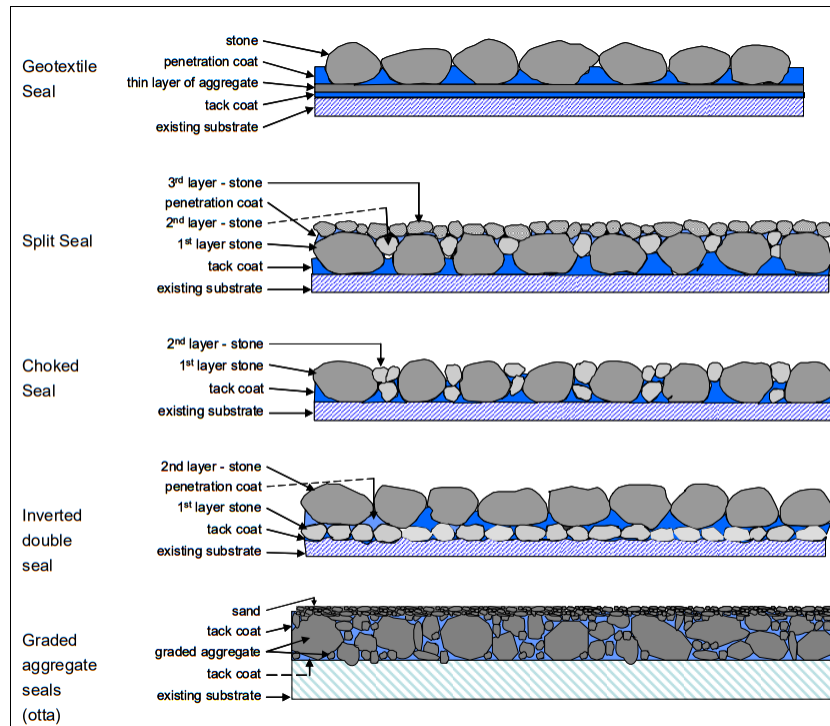 Geotextile
Seal
stone
penetration coat
thin layer of aggregate
tack coat
existing substrate
Split Seal
3rd layer - stone
penetration coat
2nd layer - stone
1st layer stone
tack coat
existing substrate
Choked
Seal
2nd layer - stone
1st layer stone
tack coat
existing substrate
Inverted
double
seal
2nd layer - stone
penetration coat
1st layer stone
tack coat
existing substrate
Graded
aggregate
seals
(otta)
sand
tack coat
graded aggregate
tack coat
existing substrate